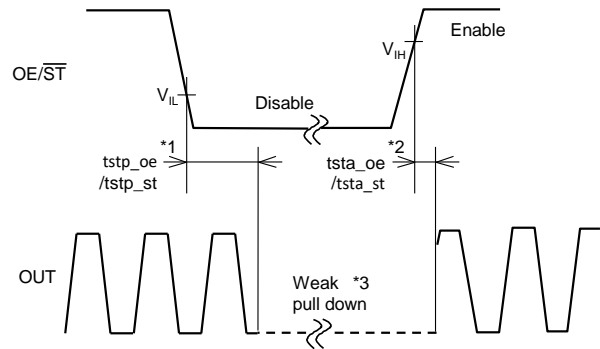 Enable
VIH
OE/ST
VIL
Disable
*1
tstp_oe
/tstp_st
*2
tsta_oe
/tsta_st
OUT
Weak *3
pull down